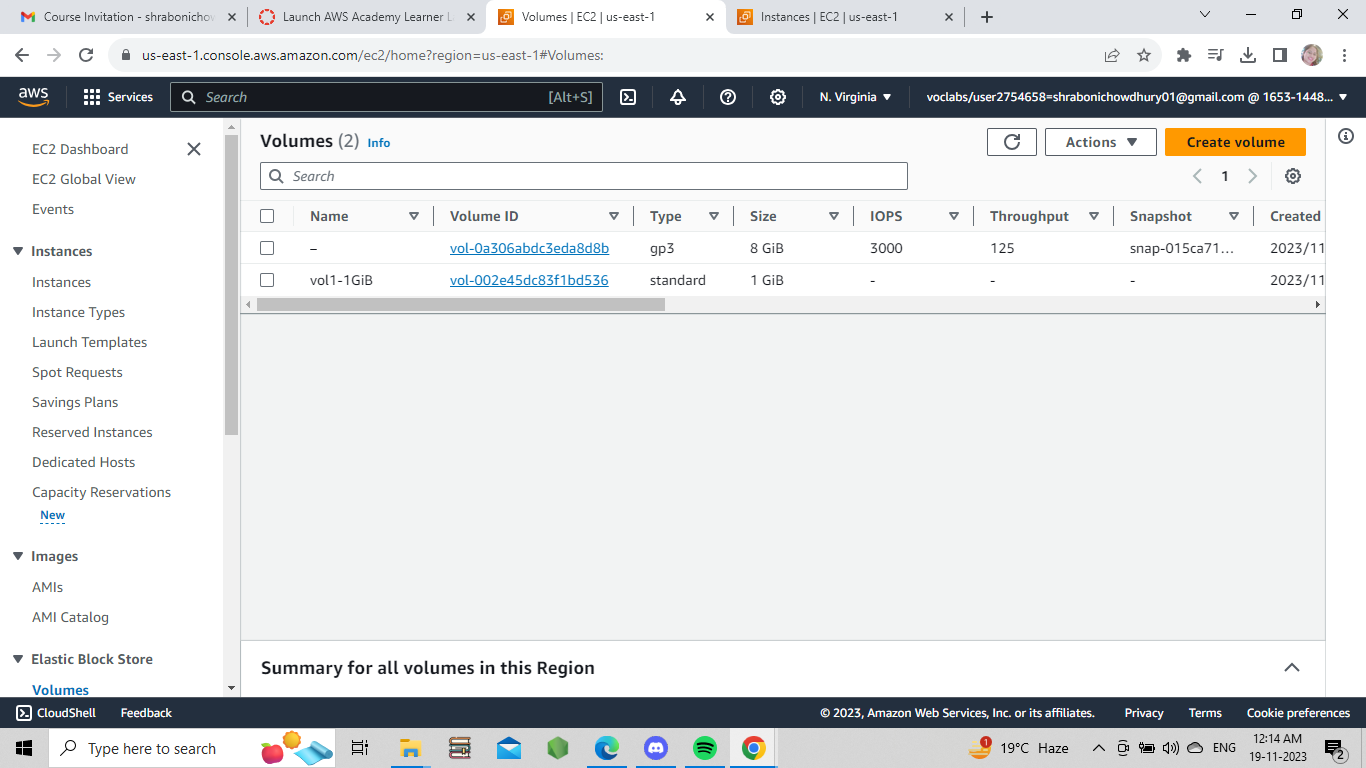 Course Invitation - shrabonichow
Launch AWS Academy Learner L
Volumes | EC2 | us-east-1
Instances | EC2 | us-east-1
us-east-1.console.aws.amazon.com/ec2/home?region=us-east-1#Volumes:
aws
Services
Search
[Alt+S]
N. Virginia
voclabs/user2754658=shrabonichowdhury01@gmail.com @ 1653-1448...
EC2 Dashboard
EC2 Global View
Events
Instances
Instances
Instance Types
Launch Templates
Spot Requests
Savings Plans
Reserved Instances
Dedicated Hosts
Capacity Reservations
New
Images
AMIs
AMI Catalog
Elastic Block Store
Volumes
Volumes (2) Info
Actions
Create volume
Search
1
Name Volume ID Type Size IOPS Throughput Snapshot Created
– vol-0a306abdc3eda8d8b gp3 8 GiB 3000 125 snap-015ca71... 2023/11
vol1-1GiB vol-002e45dc83f1bd536 standard 1 GiB - - - 2023/11
Summary for all volumes in this Region
CloudShell Feedback © 2023, Amazon Web Services, Inc. or its affiliates. Privacy Terms Cookie preferences
Type here to search
1
19°C Haze
ENG
12:14 AM
19-11-2023
2